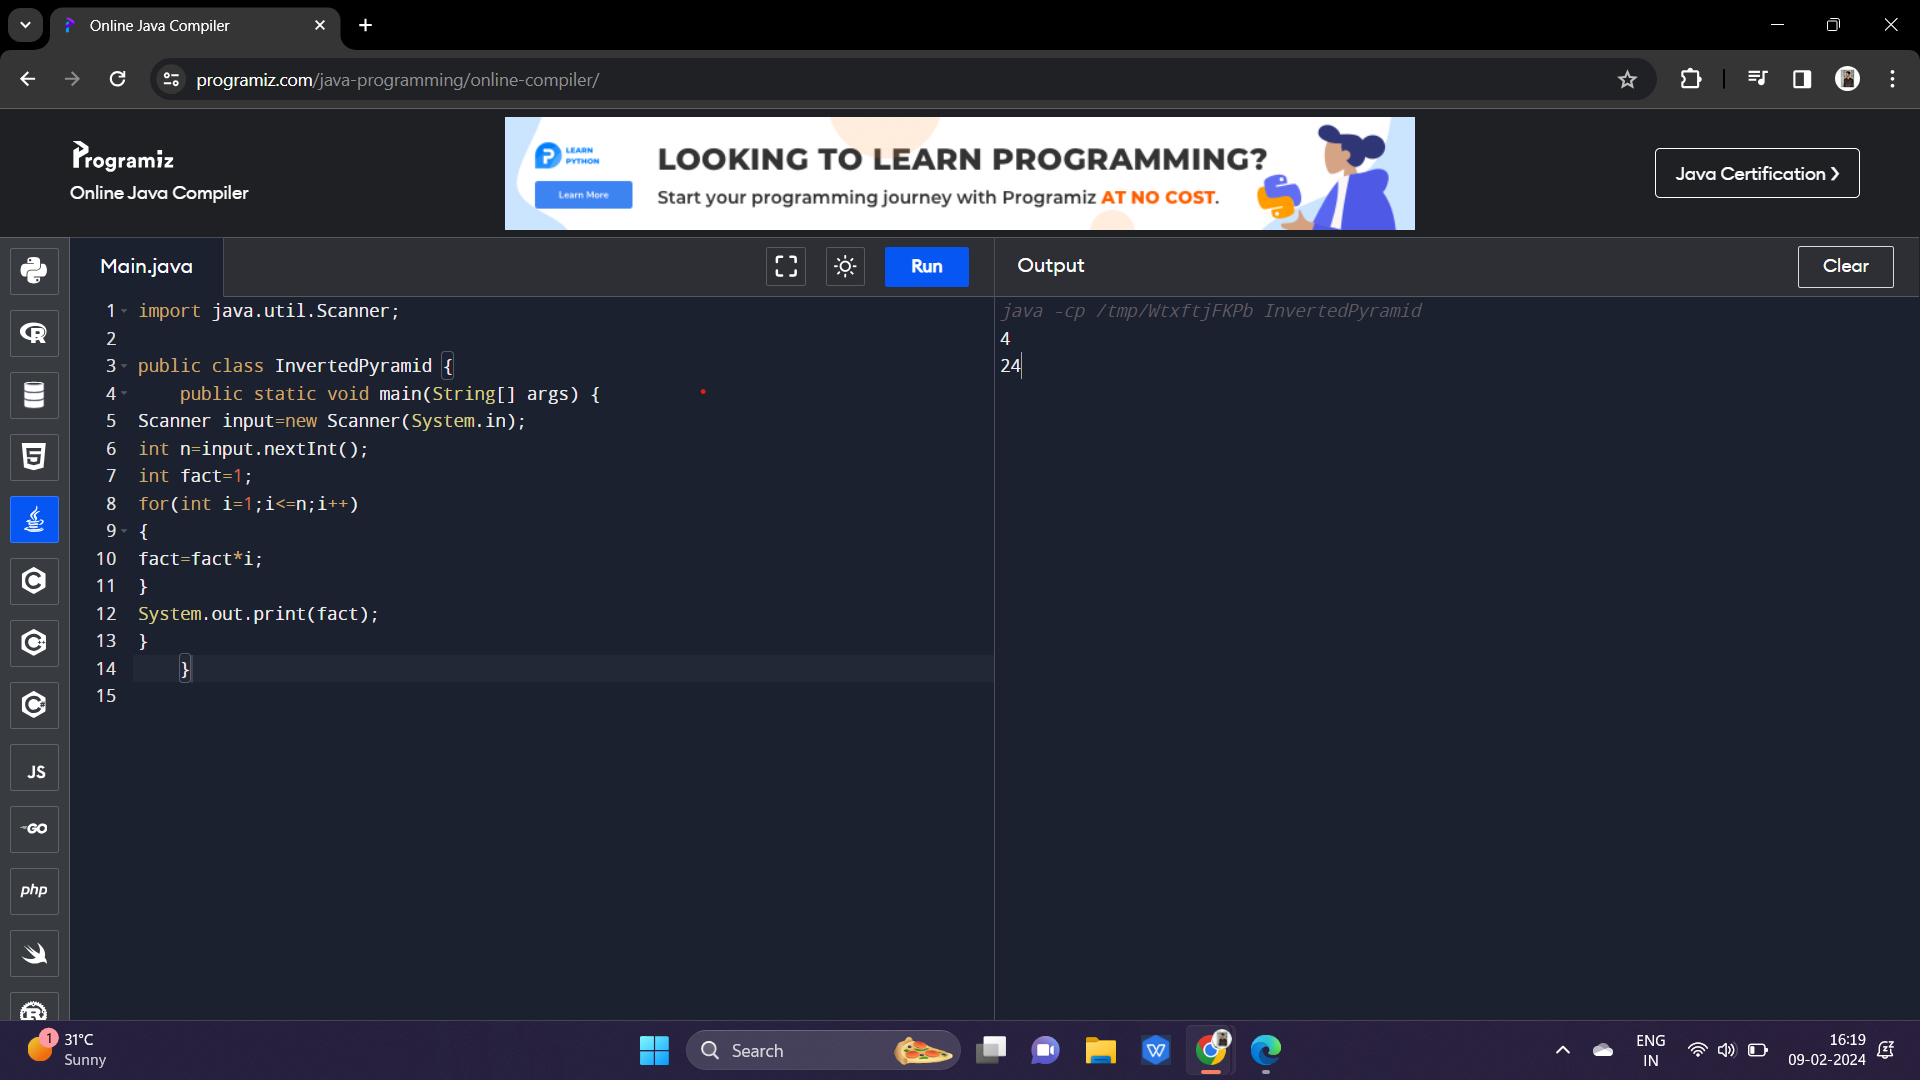 Online Java Compiler
programiz.com/java-programming/online-compiler/
Programiz
Online Java Compiler
LEARN
PYTHON
Learn More
LOOKING TO LEARN PROGRAMMING?
Start your programming journey with Programiz AT NO COST.
Java Certification ❯
Main.java
Run
Output
Clear
1 import java.util.Scanner;
2
3 public class InvertedPyramid {
4 public static void main(String[] args) {
5 Scanner input=new Scanner(System.in);
6 int n=input.nextInt();
7 int fact=1;
8 for(int i=1;i<=n;i++)
9 {
10 fact=fact*i;
11 }
12 System.out.print(fact);
13 }
14 }
15
java -cp /tmp/WtxftjFKPb InvertedPyramid
4
24
JS
GO
php
1
31°C
Sunny
Search
ENG
IN
16:19
09-02-2024